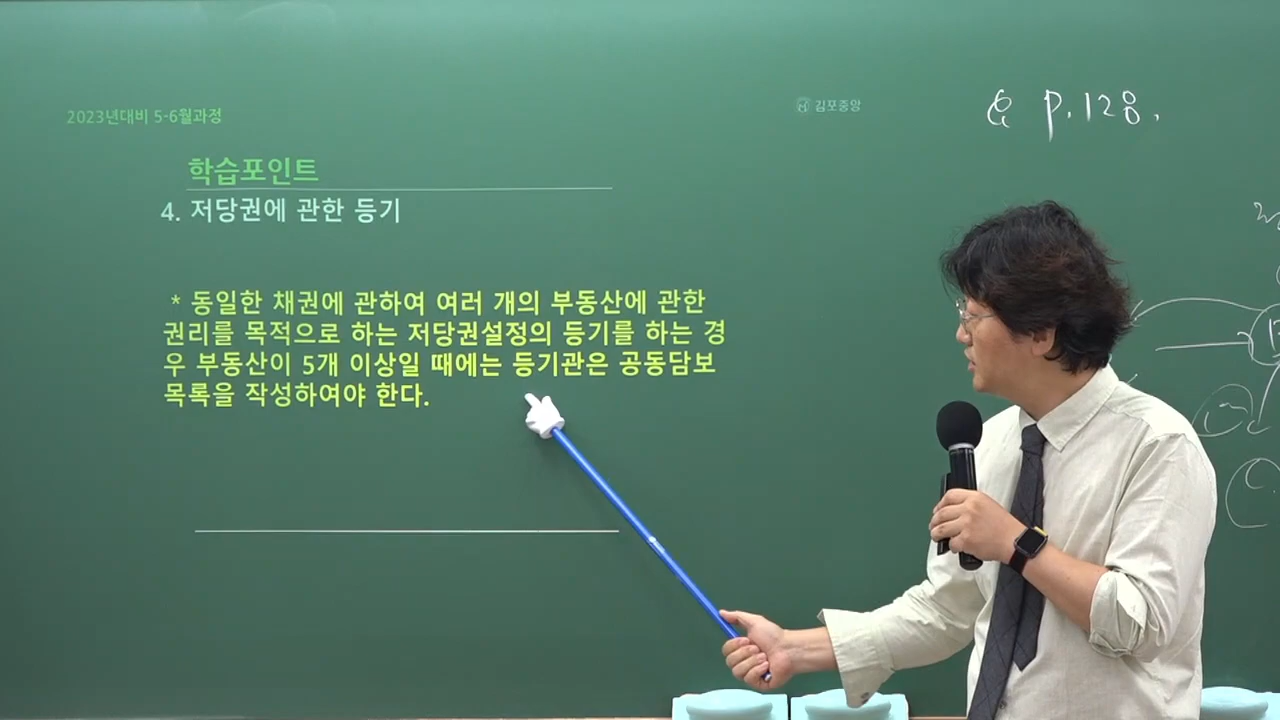 2023년대비 5-6월과정
김포중앙
p.128.
학습포인트
4. 저당권에 관한 등기
* 동일한 채권에 관하여 여러 개의 부동산에 관한
권리를 목적으로 하는 저당권설정의 등기를 하는 경
우 부동산이 5개 이상일 때에는 등기관은 공동담보
목록을 작성하여야 한다.